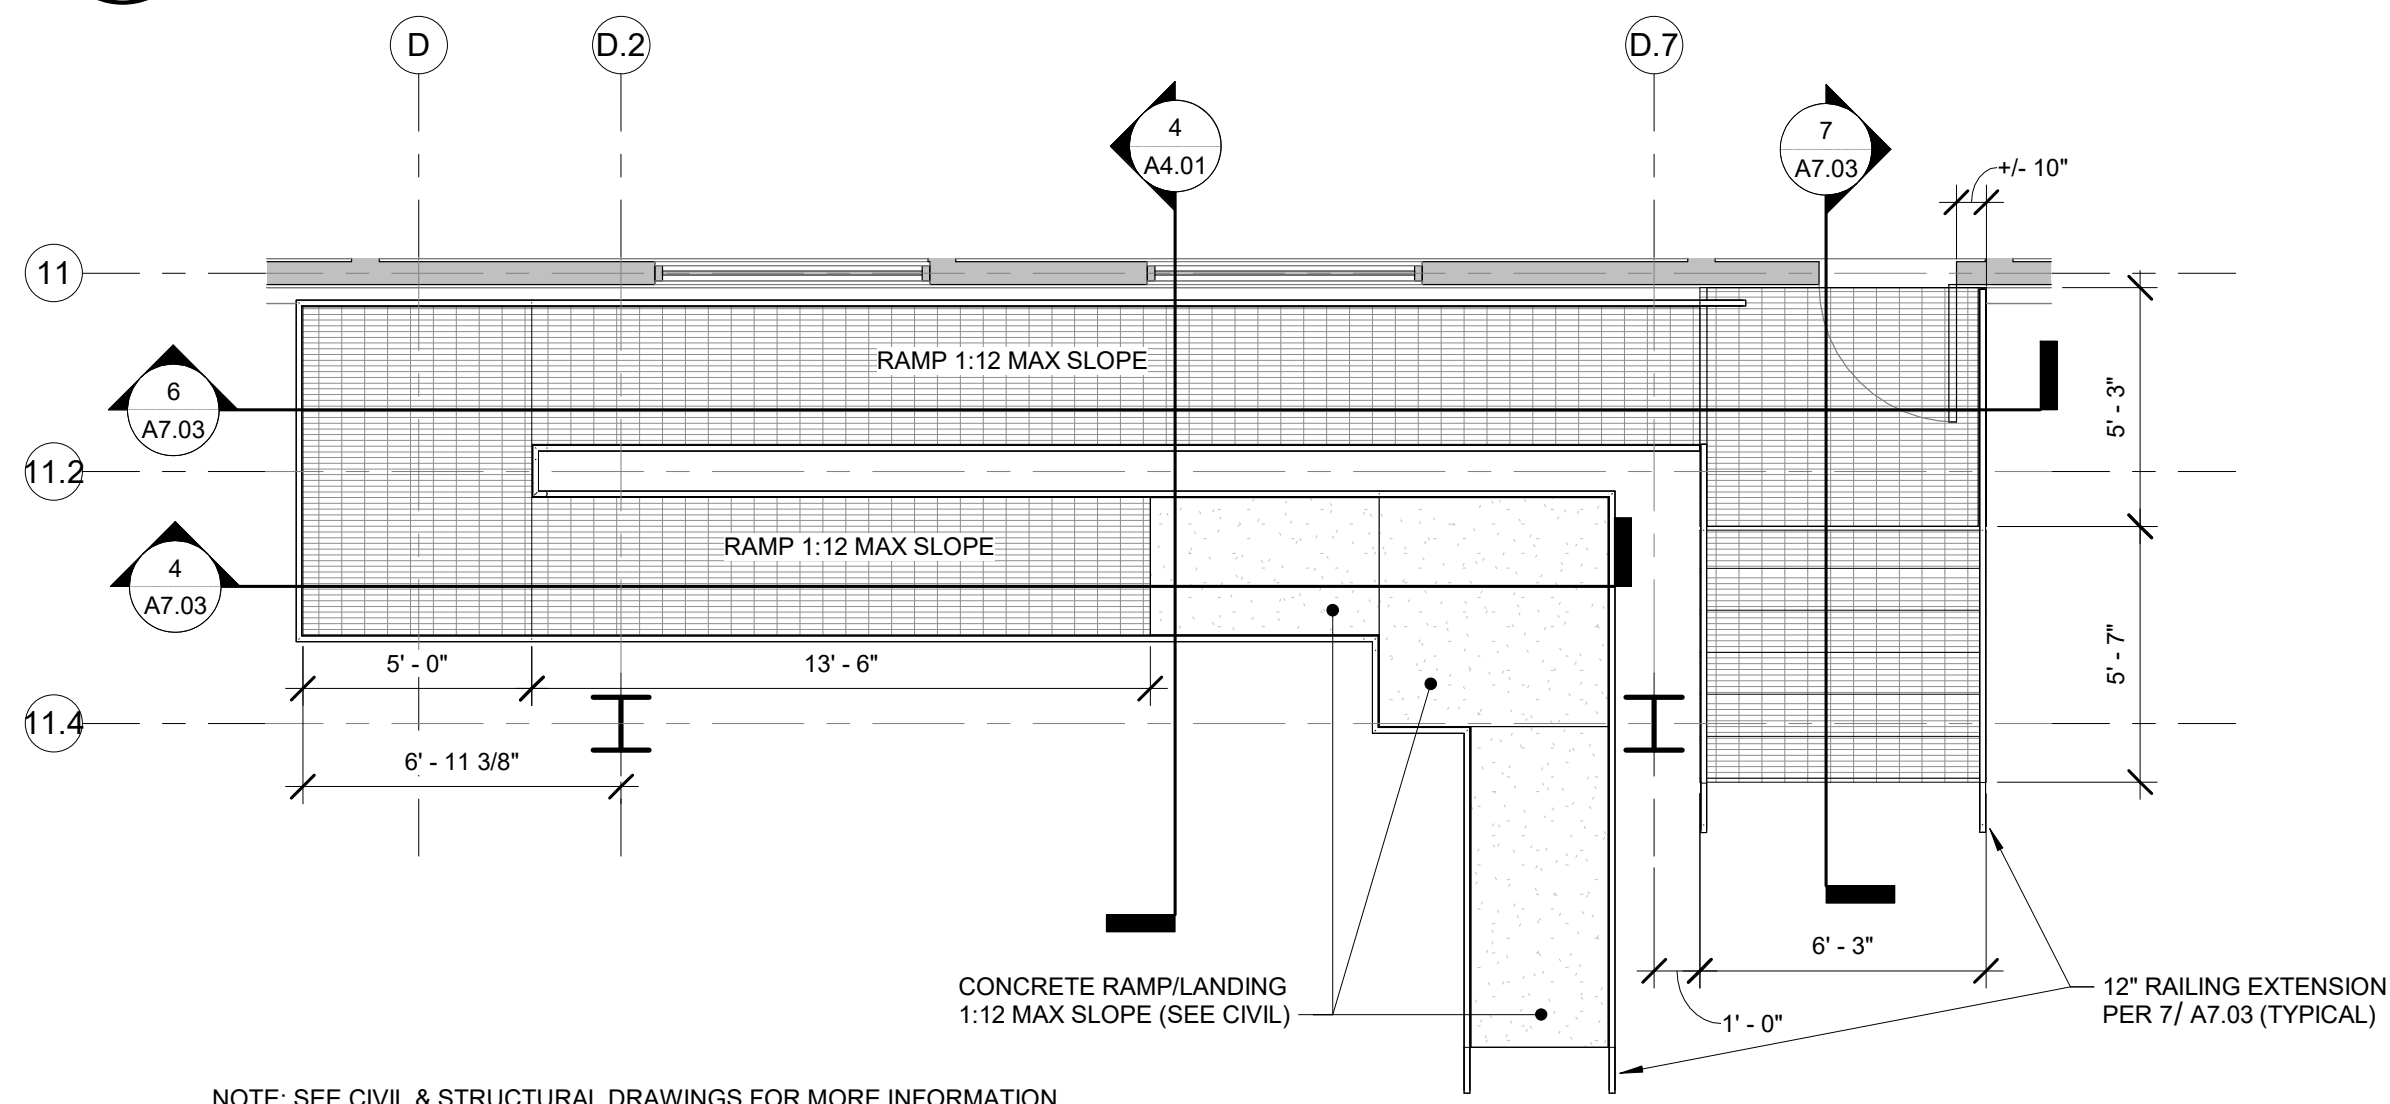 D
D.2
D.7
4
A4.01
7
A7.03
+/- 10"
11
RAMP 1:12 MAX SLOPE
6
A7.03
5' - 3"
11.2
RAMP 1:12 MAX SLOPE
4
A7.03
5' - 0"
13' - 6"
5' - 7"
11.4
6' - 11 3/8"
6' - 3"
CONCRETE RAMP/LANDING
1:12 MAX SLOPE (SEE CIVIL)
12" RAILING EXTENSION
PER 7/ A7.03 (TYPICAL)
1' - 0"
NOTE: SEE CIVIL & STRUCTURAL DRAWINGS FOR MORE INFORMATION